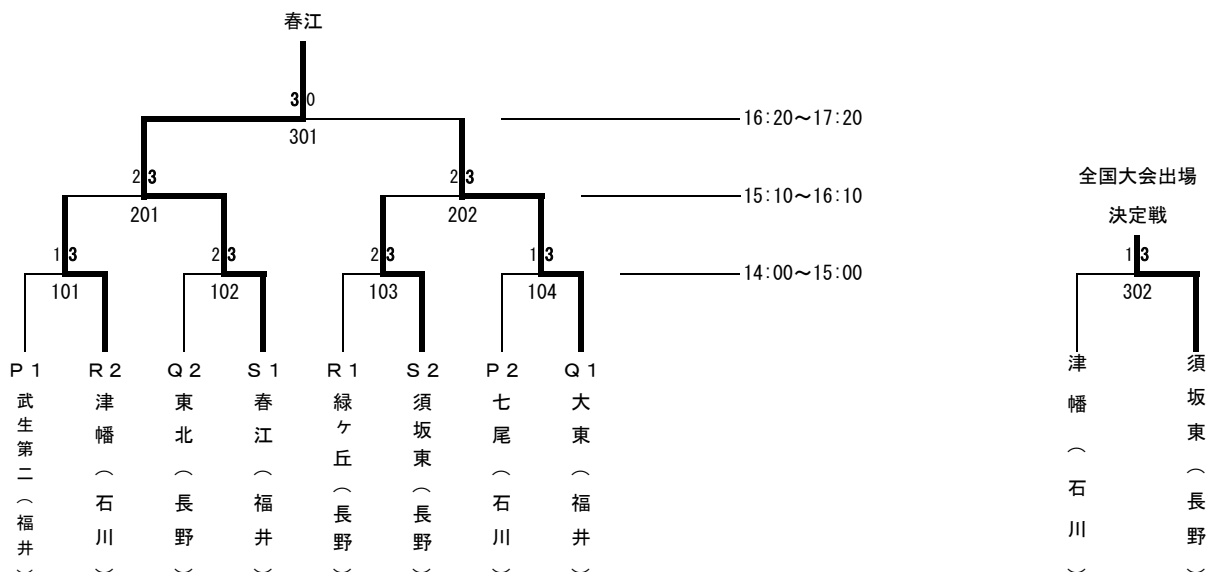 春江
3 0
301
16:20～17:20
2 3
201
2 3
202
15:10～16:10
全国大会出場
決定戦
1 3
101
2 3
102
2 3
103
1 3
104
14:00～15:00
1 3
302
P1
R2
Q2
S1
R1
S2
P2
Q1
武生第二（福井）
津幡（石川）
東北（長野）
春江（福井）
緑ヶ丘（長野）
須坂東（長野）
七尾（石川）
大東（福井）
津幡（石川）
須坂東（長野）